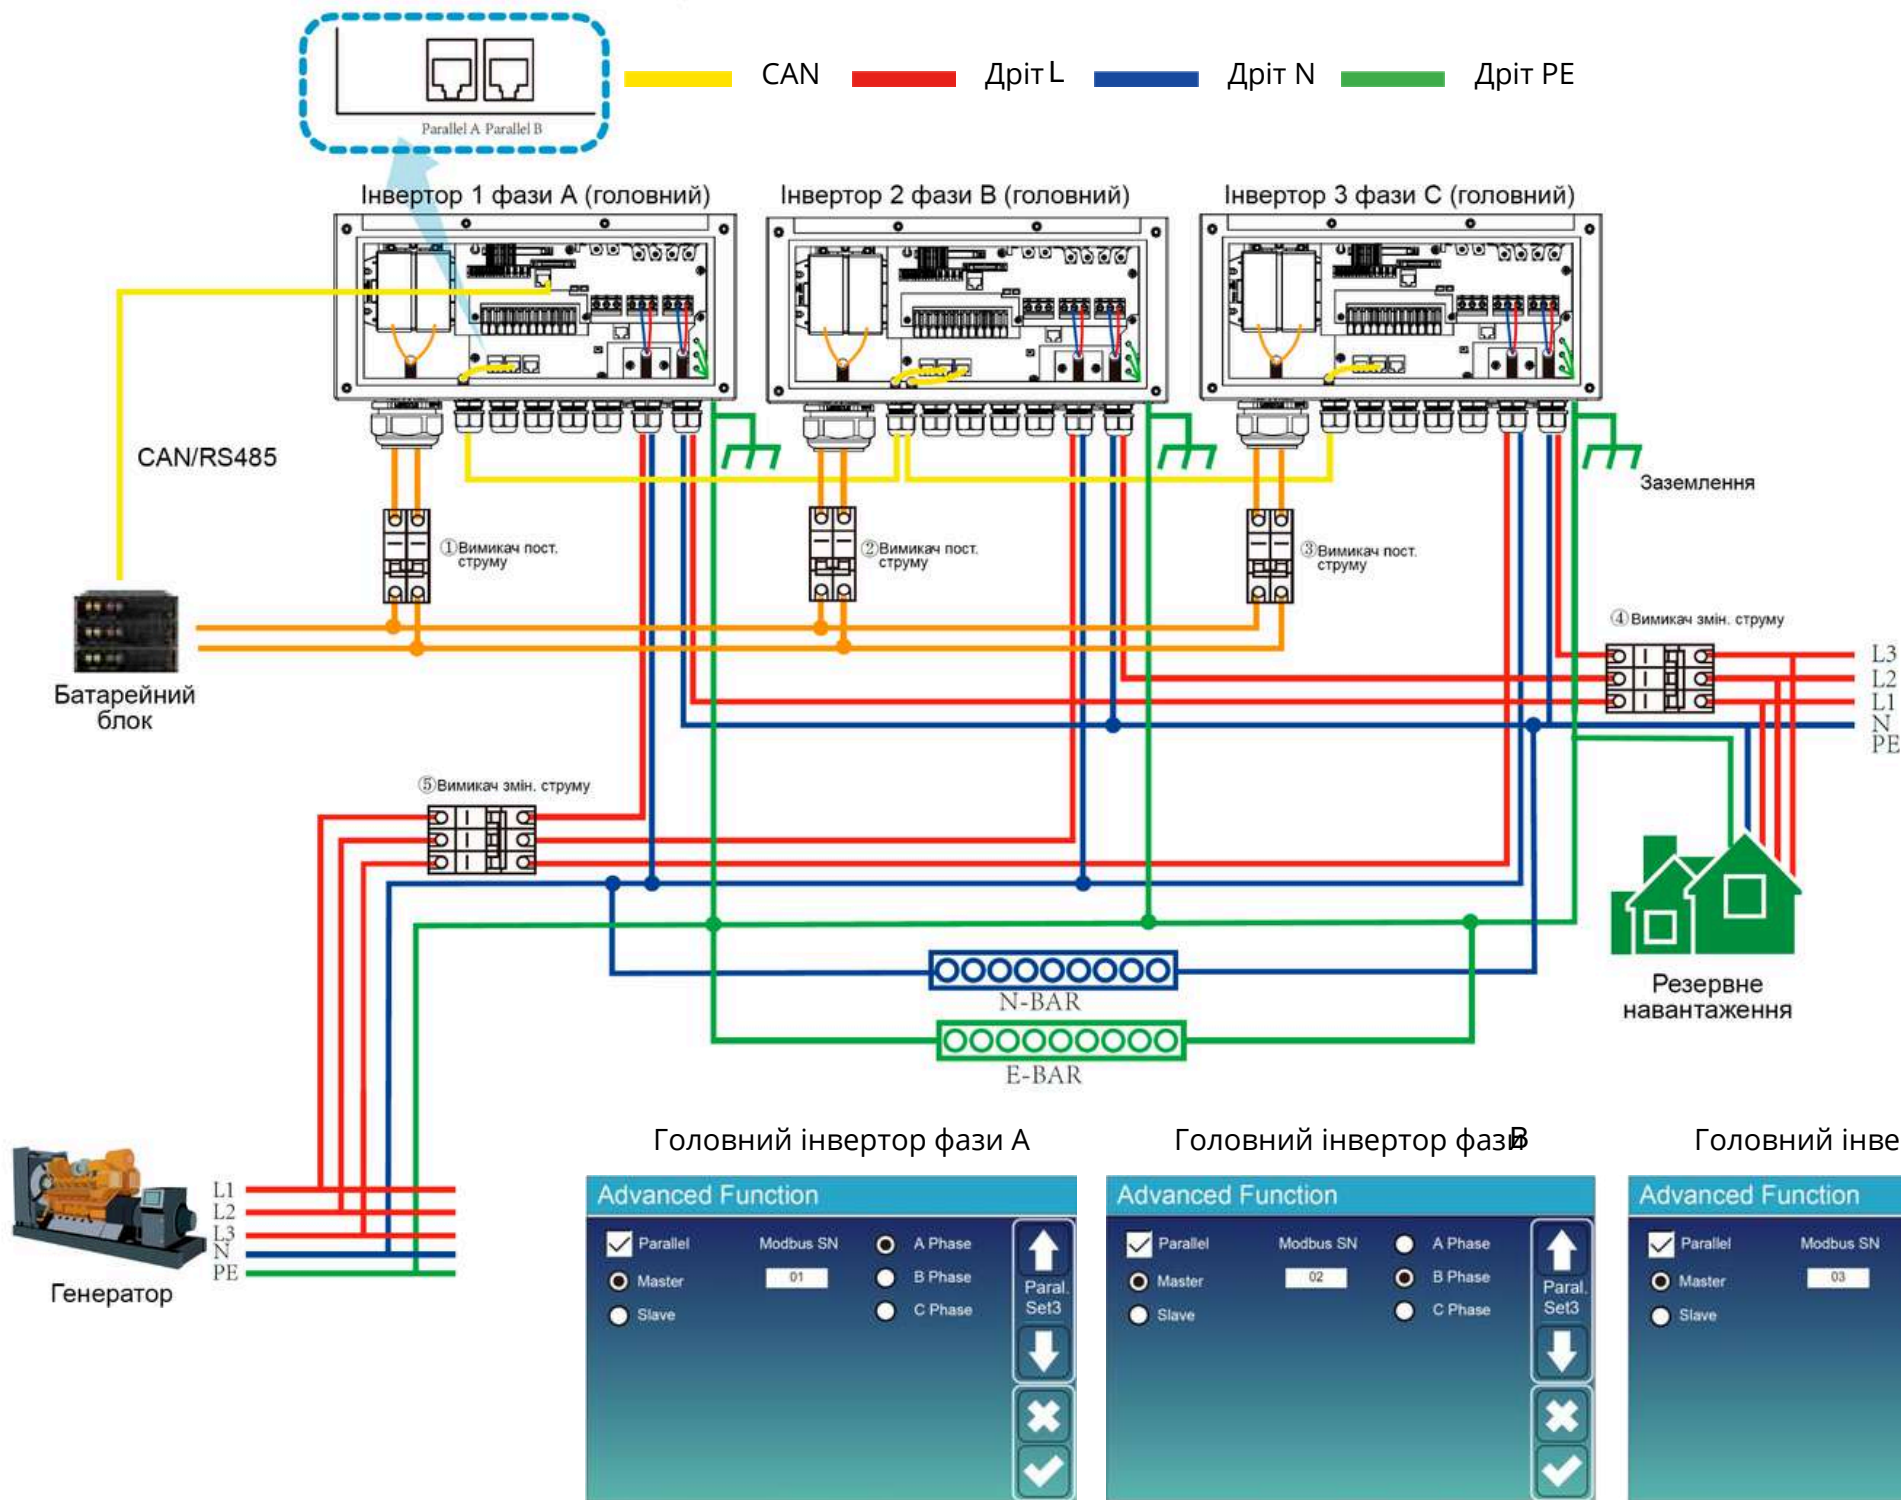 Parallel A Parallel B
CAN
Дріт L
Дріт N
Дріт PE
Інвертор 1 фази A (головний)
Інвертор 2 фази B (головний)
Інвертор 3 фази C (головний)
CAN/RS485
Заземлення
①Вимикач пост.
струму
②Вимикач пост.
струму
③Вимикач пост.
струму
④Вимикач змін. струму
L3
L2
L1
N
PE
Батарейний
блок
⑤Вимикач змін. струму
N-BAR
E-BAR
Резервне
навантаження
L1
L2
L3
N
PE
Генератор
Головний інвертор фази A
Advanced Function
Parallel
Modbus SN
A Phase
Master
01
B Phase
Slave
C Phase
Paral.
Set3
Головний інвертор фази B
Advanced Function
Parallel
Modbus SN
A Phase
Master
02
B Phase
Slave
C Phase
Paral.
Set3
Головний інве
Advanced Function
Parallel
Modbus SN
Master
03
Slave